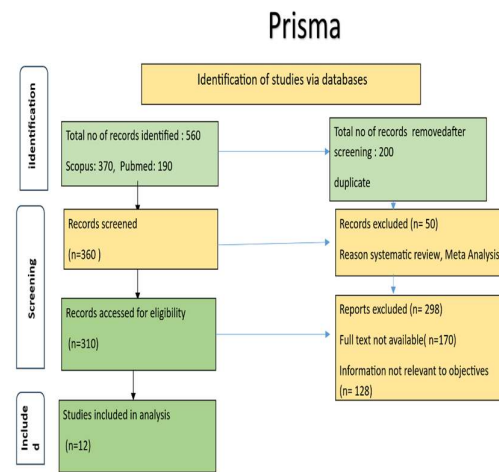 Prisma
Identification of studies via databases
iIdentification
Total no of records identified : 560
Scopus: 370, Pubmed: 190
Total no of records removedafter
screening : 200
duplicate
Screening
Records screened
(n=360 )
Records excluded (n= 50)
Reason systematic review, Meta Analysis
Records accessed for eligibility
(n=310)
Reports excluded (n= 298)
Full text not available( n=170)
Information not relevant to objectives
(n= 128)
Include
d
Studies included in analysis
(n=12)